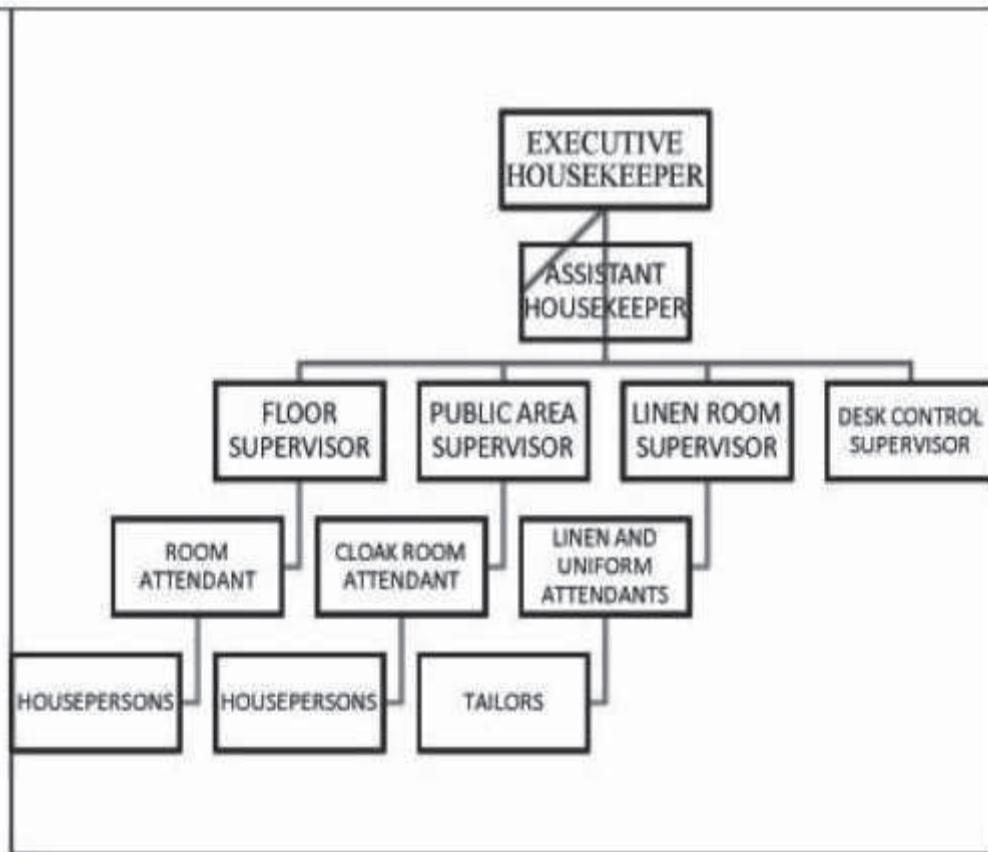 EXECUTIVE
HOUSEKEEPER
ASSISTANT
HOUSEKEEPER
FLOOR
SUPERVISOR
PUBLIC AREA
SUPERVISOR
LINEN ROOM
SUPERVISOR
DESK CONTROL
SUPERVISOR
ROOM
ATTENDANT
CLOAK ROOM
ATTENDANT
LINEN AND
UNIFORM
ATTENDANTS
HOUSEPERSONS
HOUSEPERSONS
TAILORS